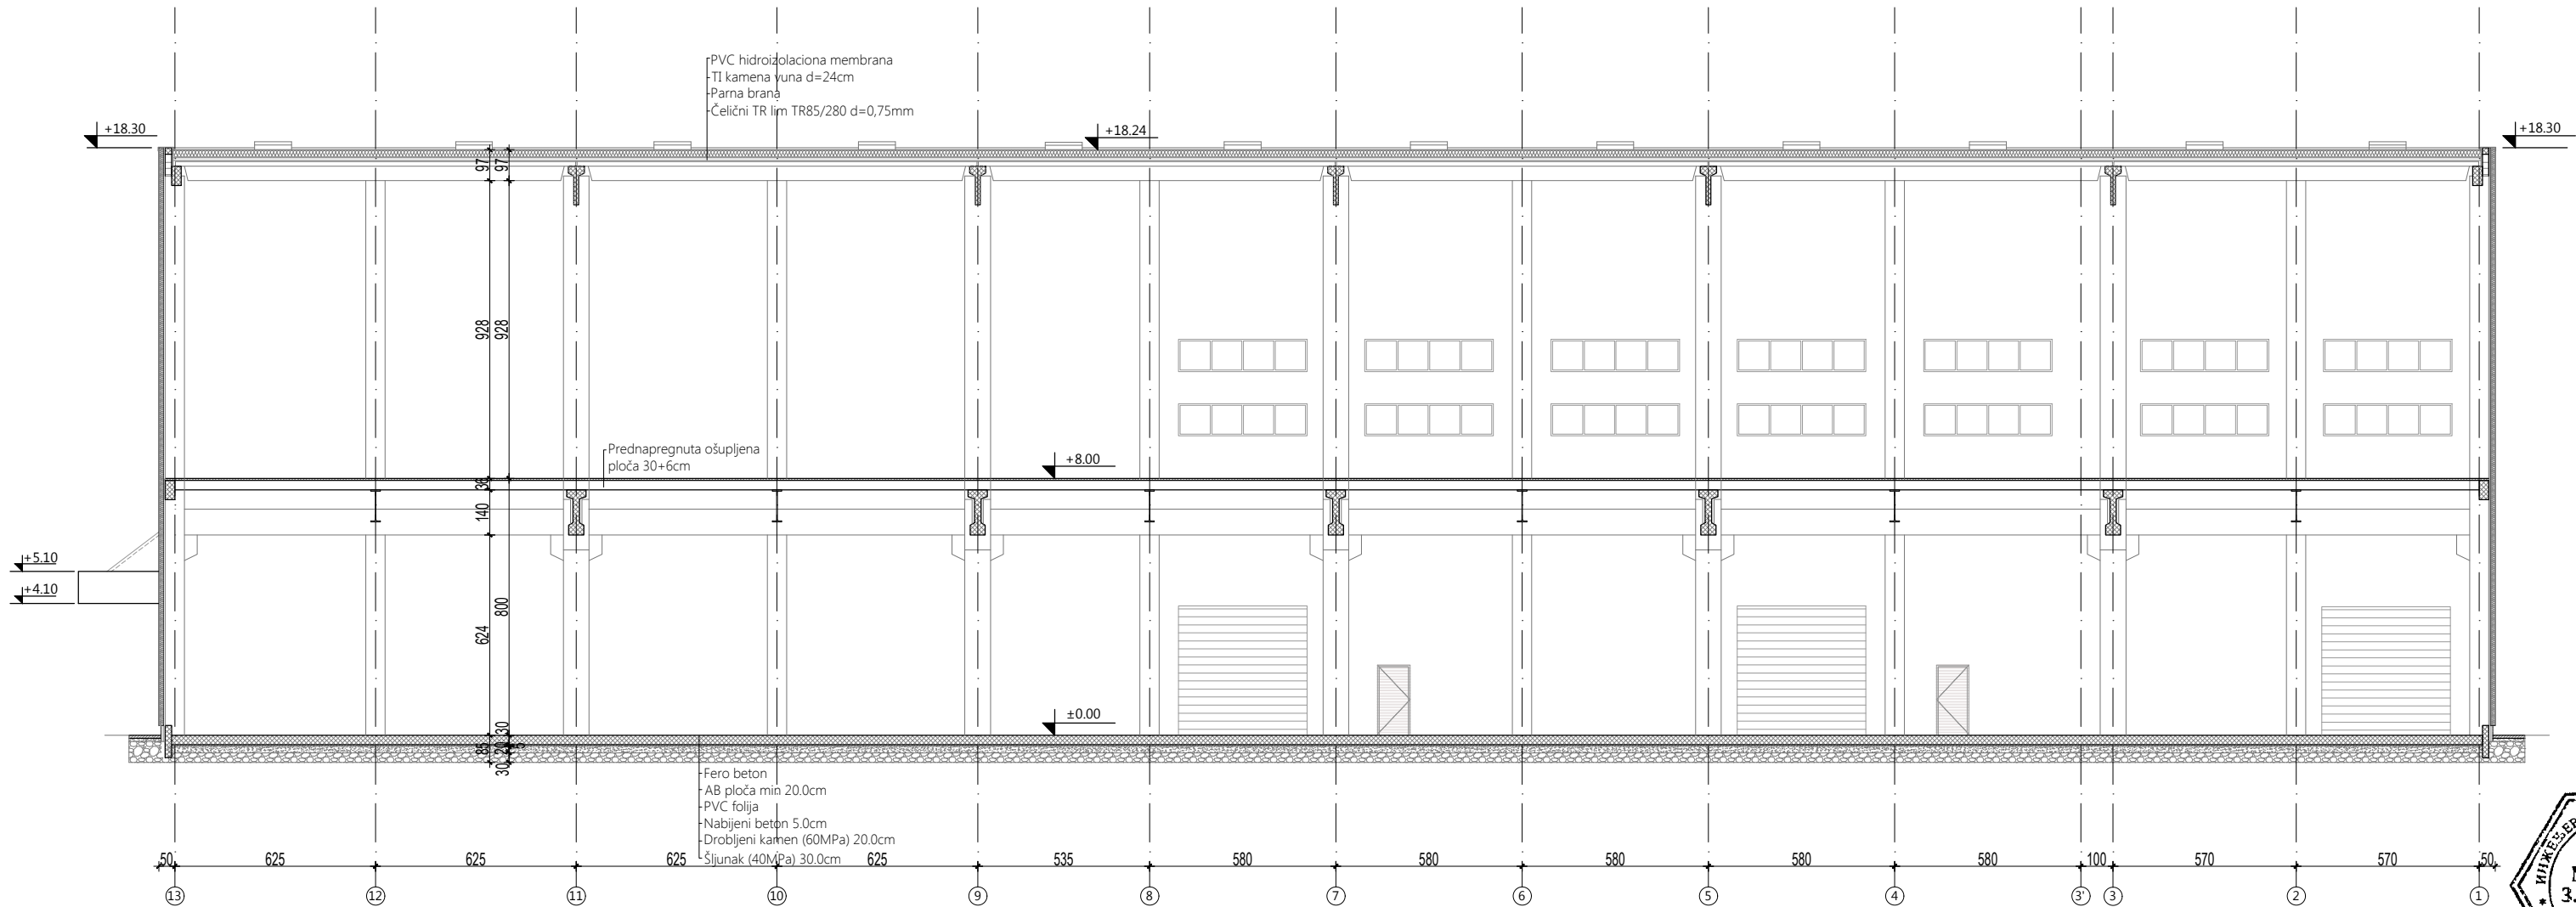 PVC hidroizolaciona membrana
TI kamena vuna d=24cm
Parna brana
Čelični TR lim TR85/280 d=0,75mm
+18.30
+18.24
+18.30
97
97
928
928
Prednapregnuta ošupljena
ploča 30+6cm
+8.00
36
140
+5.10
+4.10
800
624
±0.00
30
85
20
5
30
Fero beton
AB ploča min 20.0cm
PVC folija
Nabijeni beton 5.0cm
Drobljeni kamen (60MPa) 20.0cm
Šljunak (40MPa) 30.0cm
50 625 625 625 625 535 580 580 580 580 580 100 570 570 50
13 12 11 10 9 8 7 6 5 4 3' 3 2 1